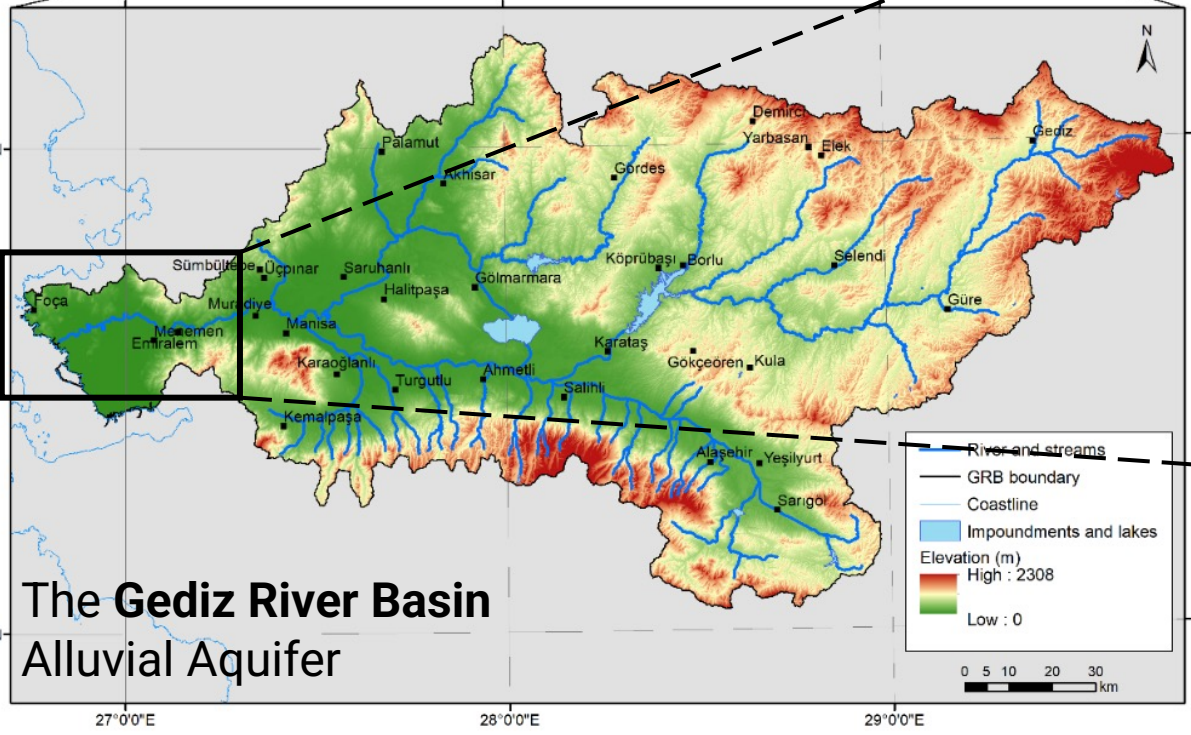 N
Demirci
Yarbasan
Elek
Gediz
Palamut
Akhisar
Gördes
Sümbültepe
Üçpınar
Saruhanlı
Köprübaşı
Borlu
Selendi
Gölmarmara
Halitpaşa
Foça
Muradiye
Güre
Menemen
Emiralem
Manisa
Karataş
Gökçeören
Kula
Karaoğlanlı
Turgutlu
Ahmetli
Salihli
Kemalpaşa
Alaşehir
Yeşilyurt
Sarıgöl
River and streams
GRB boundary
Coastline
Impoundments and lakes
Elevation (m)
High : 2308
Low : 0
The Gediz River Basin
Alluvial Aquifer
0 5 10 20 30
km
27°0'0"E 28°0'0"E 29°0'0"E